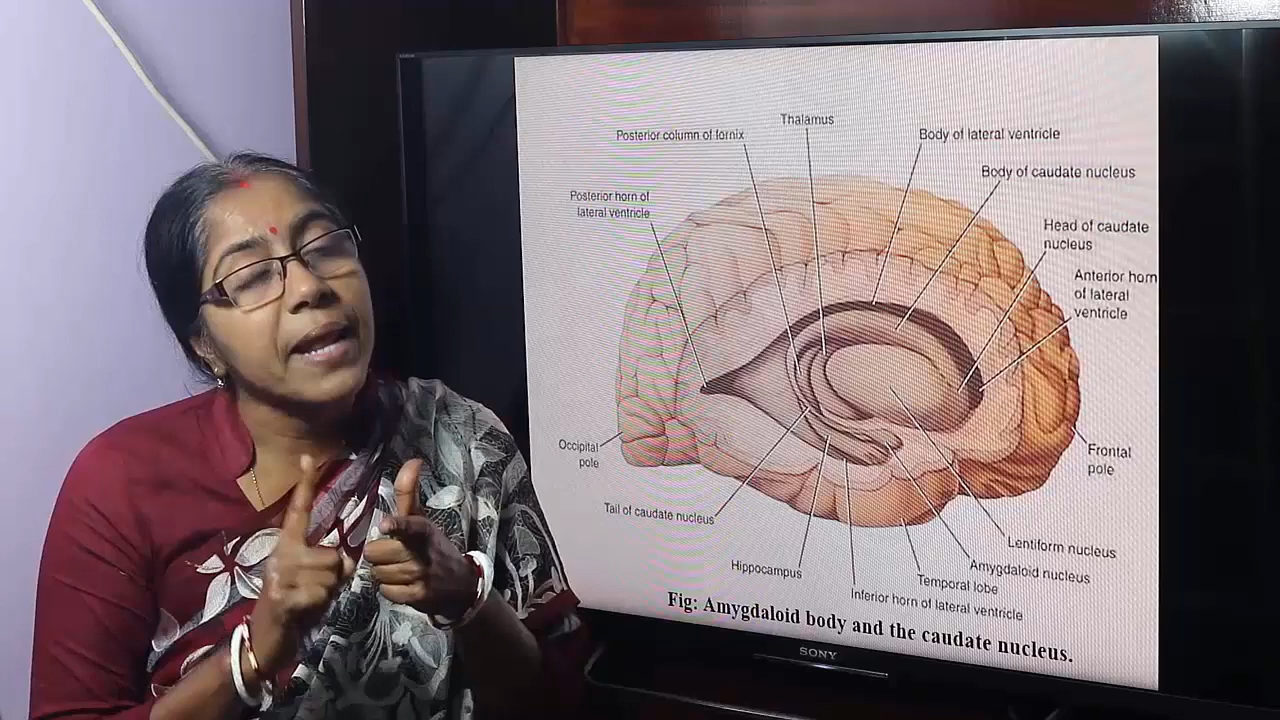 Thalamus
Posterior column of fornix
Body of lateral ventricle
Body of caudate nucleus
Posterior horn of
lateral ventricle
Head of caudate
nucleus
Anterior horn
of lateral
ventricle
Occipital
pole
Frontal
pole
Tail of caudate nucleus
Lentiform nucleus
Hippocampus
Amygdaloid nucleus
Temporal lobe
Inferior horn of lateral ventricle
Fig: Amygdaloid body and the caudate nucleus.
SONY